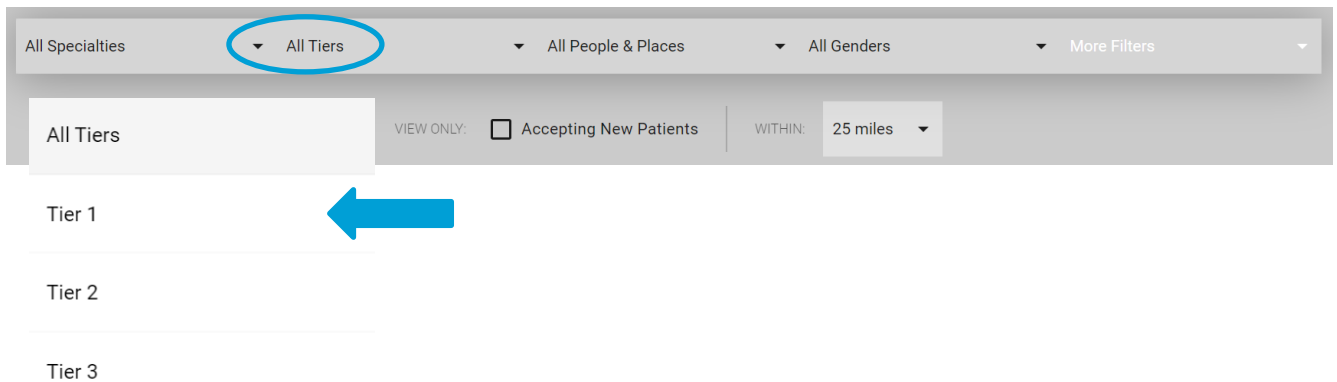 All Specialties All Tiers All People & Places All Genders More Filters
All Tiers VIEW ONLY: Accepting New Patients WITHIN: 25 miles
Tier 1
Tier 2
Tier 3